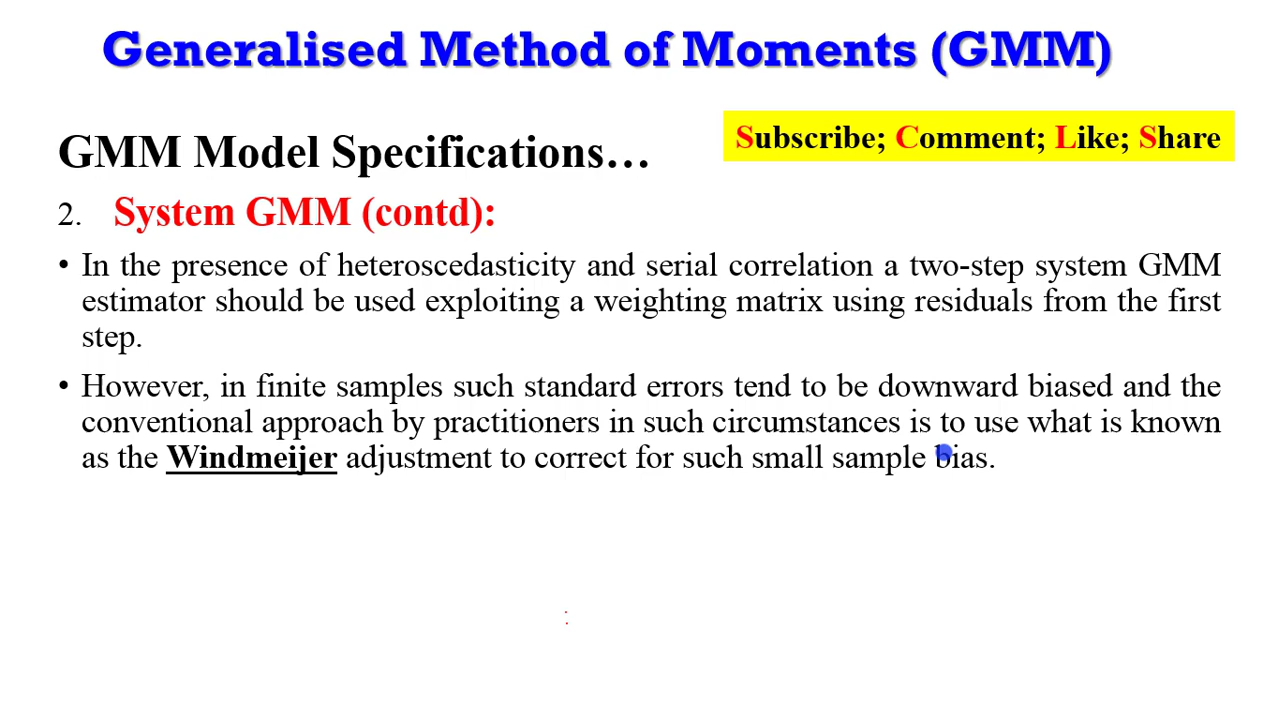 Generalised Method of Moments (GMM)
Subscribe; Comment; Like; Share
GMM Model Specifications…
2. System GMM (contd):
• In the presence of heteroscedasticity and serial correlation a two-step system GMM
estimator should be used exploiting a weighting matrix using residuals from the first
step.
• However, in finite samples such standard errors tend to be downward biased and the
conventional approach by practitioners in such circumstances is to use what is known
as the Windmeijer adjustment to correct for such small sample bias.